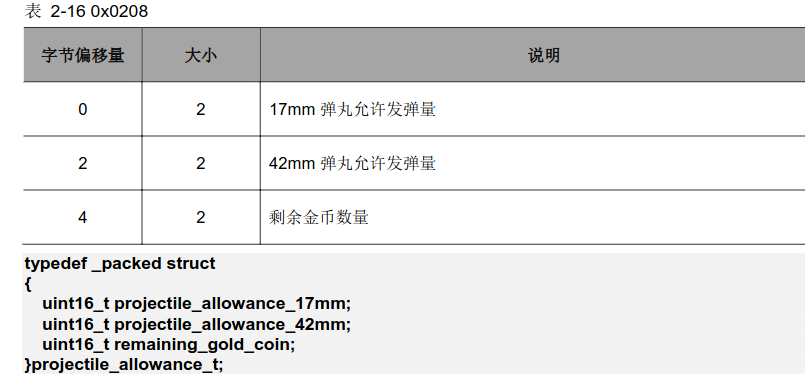 表 2-16 0x0208
字节偏移量 大小 说明
0 2 17mm 弹丸允许发弹量
2 2 42mm 弹丸允许发弹量
4 2 剩余金币数量
typedef _packed struct
{
uint16_t projectile_allowance_17mm;
uint16_t projectile_allowance_42mm;
uint16_t remaining_gold_coin;
}projectile_allowance_t;